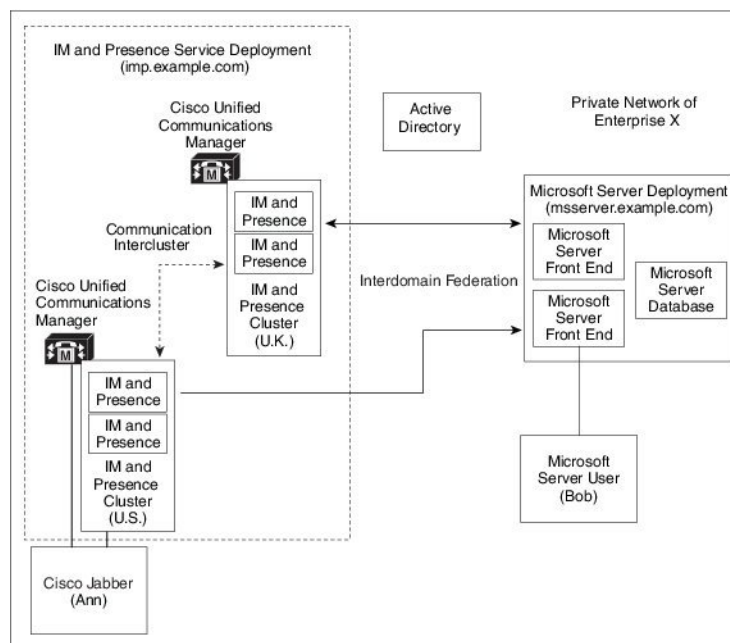 IM and Presence Service Deployment
(imp.example.com)
Cisco Unified
Communications
Manager
M
IM and
Presence
IM and
Presence
IM and
Presence
Cluster
(U.K.)
Communication
Intercluster
Cisco Unified
Communications
Manager
M
IM and
Presence
IM and
Presence
IM and
Presence
Cluster
(U.S.)
Cisco Jabber
(Ann)
Active
Directory
Private Network of
Enterprise X
Interdomain Federation
Microsoft Server Deployment
(msserver.example.com)
Microsoft
Server
Front End
Microsoft
Server
Database
Microsoft
Server
Front End
Microsoft
Server User
(Bob)